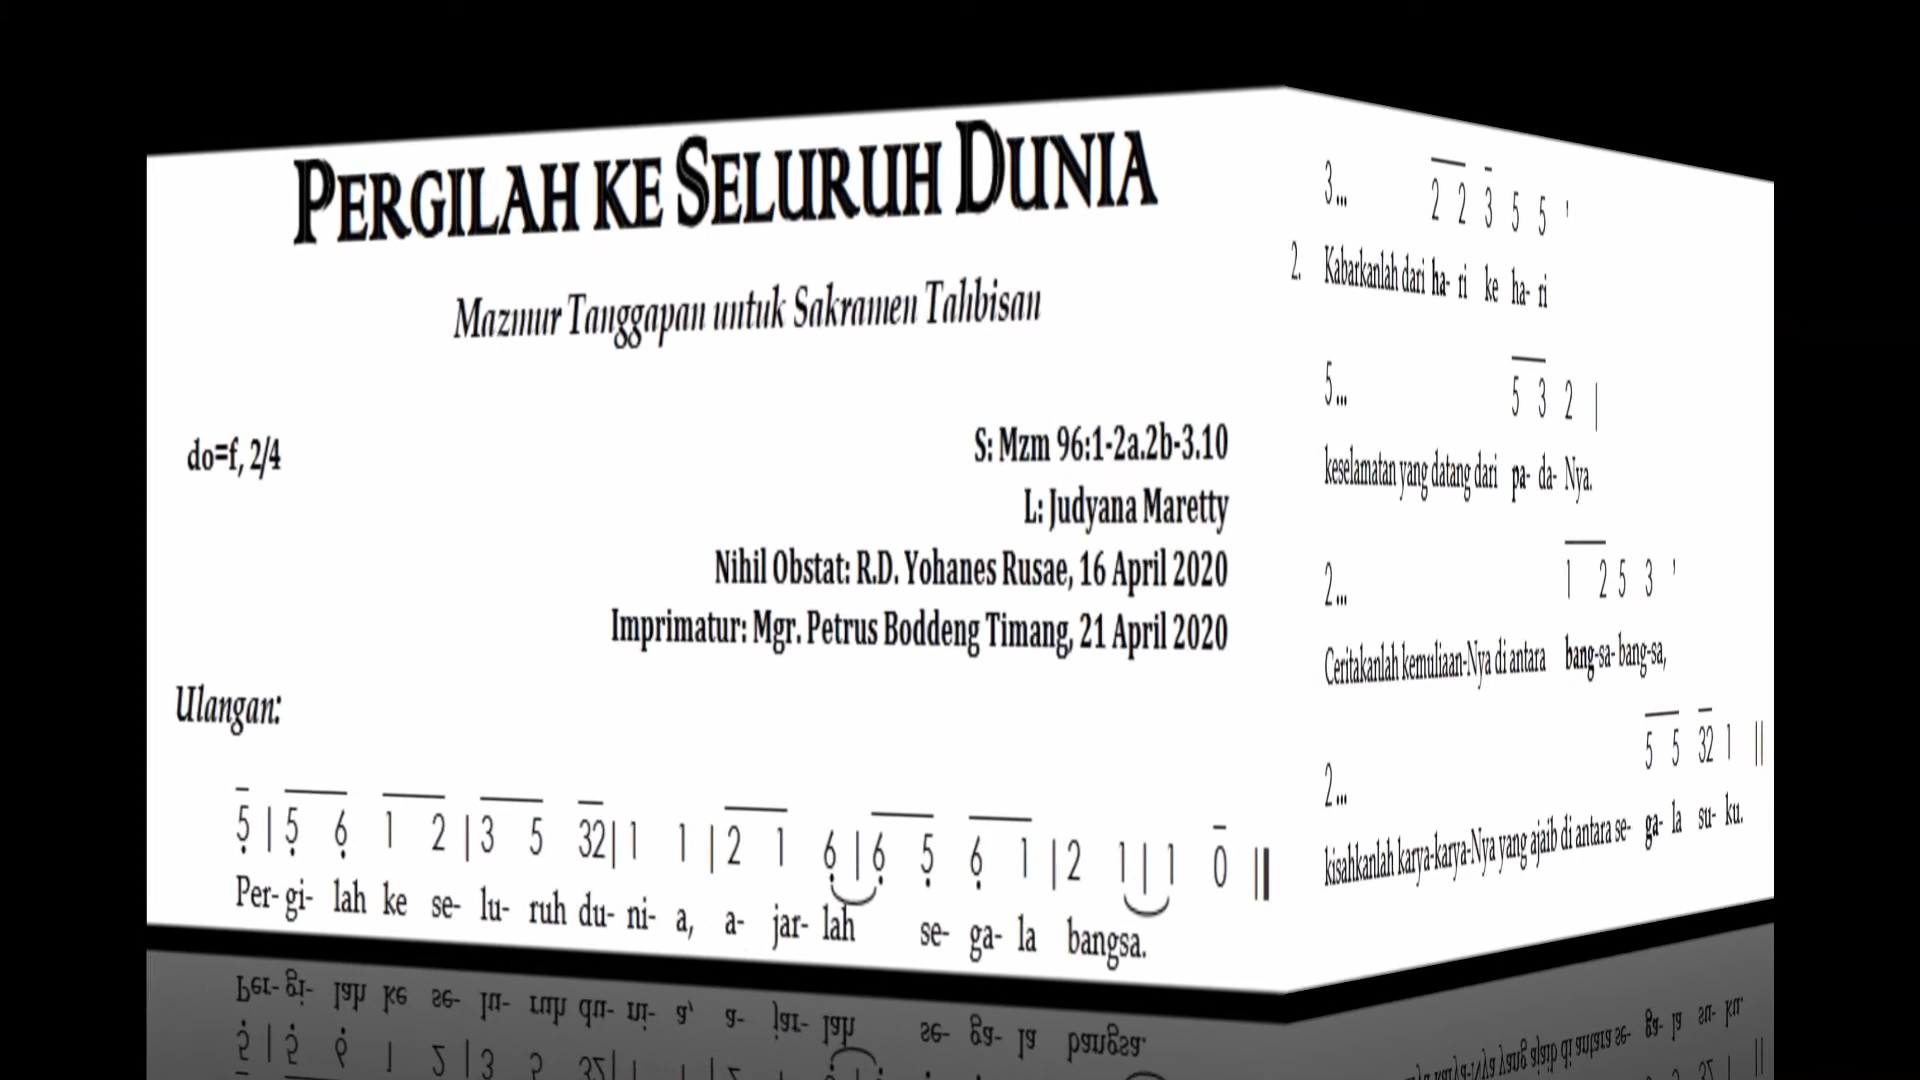 PERGILAH KE SELURUH DUNIA
Mazmur Tanggapan untuk Sakramen Tahbisan
do=f, 2/4
S: Mzm 96:1-2a.2b-3.10
L: Judyana Maretty
Nihil Obstat: R.D. Yohanes Rusae, 16 April 2020
Imprimatur: Mgr. Petrus Boddeng Timang, 21 April 2020
Ulangan:
5̣ | 5̣ 6̣ 1 2 | 3 5 32 | 1 1 | 2 1 6̣ | 6̣ 5̣ 6̣ 1 | 2 1 | 1 0 ||
Per- gi- lah ke se- lu- ruh du- ni- a, a- jar- lah se- ga- la bangsa.
3... 2 2 3 5 5 '
2. Kabarkanlah dari ha- ri ke ha- ri
5... 5 3 2 |
keselamatan yang datang dari pa- da- Nya.
2... 1 2 5 3 '
Ceritakanlah kemuliaan-Nya di antara bang-sa- bang-sa,
2... 5 5 32 1 ||
kisahkanlah karya-karya-Nya yang ajaib di antara se- ga- la su- ku.